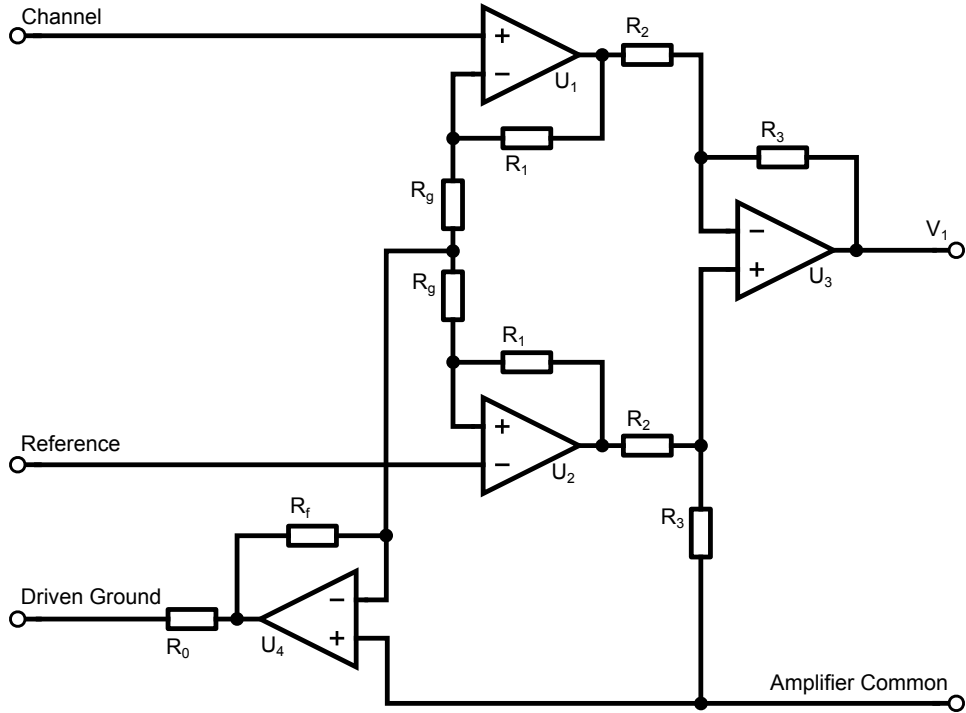 Channel
R2
+
−
U1
R3
R1
Rg
V1
−
+
U3
Rg
R1
R2
+
−
U2
Reference
Rf
R3
Driven Ground
−
+
R0
U4
Amplifier Common